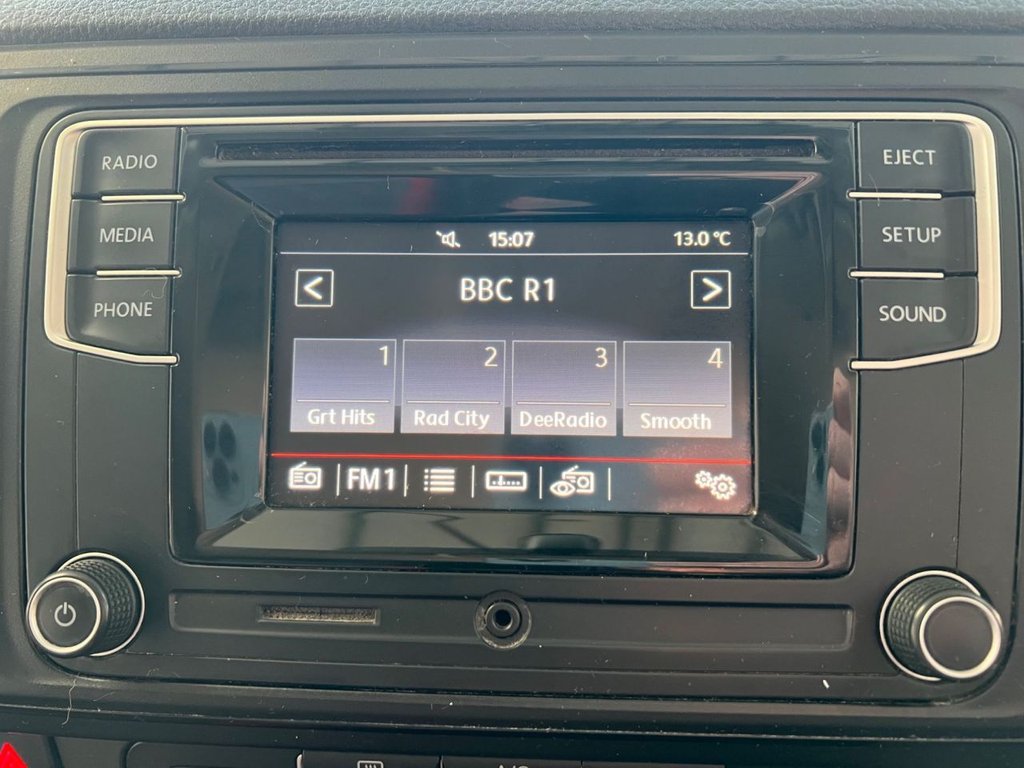 RADIO
MEDIA
PHONE
EJECT
SETUP
SOUND
15:07 13.0 °C
< BBC R1 >
1 2 3 4
Grt Hits Rad City DeeRadio Smooth
FM1